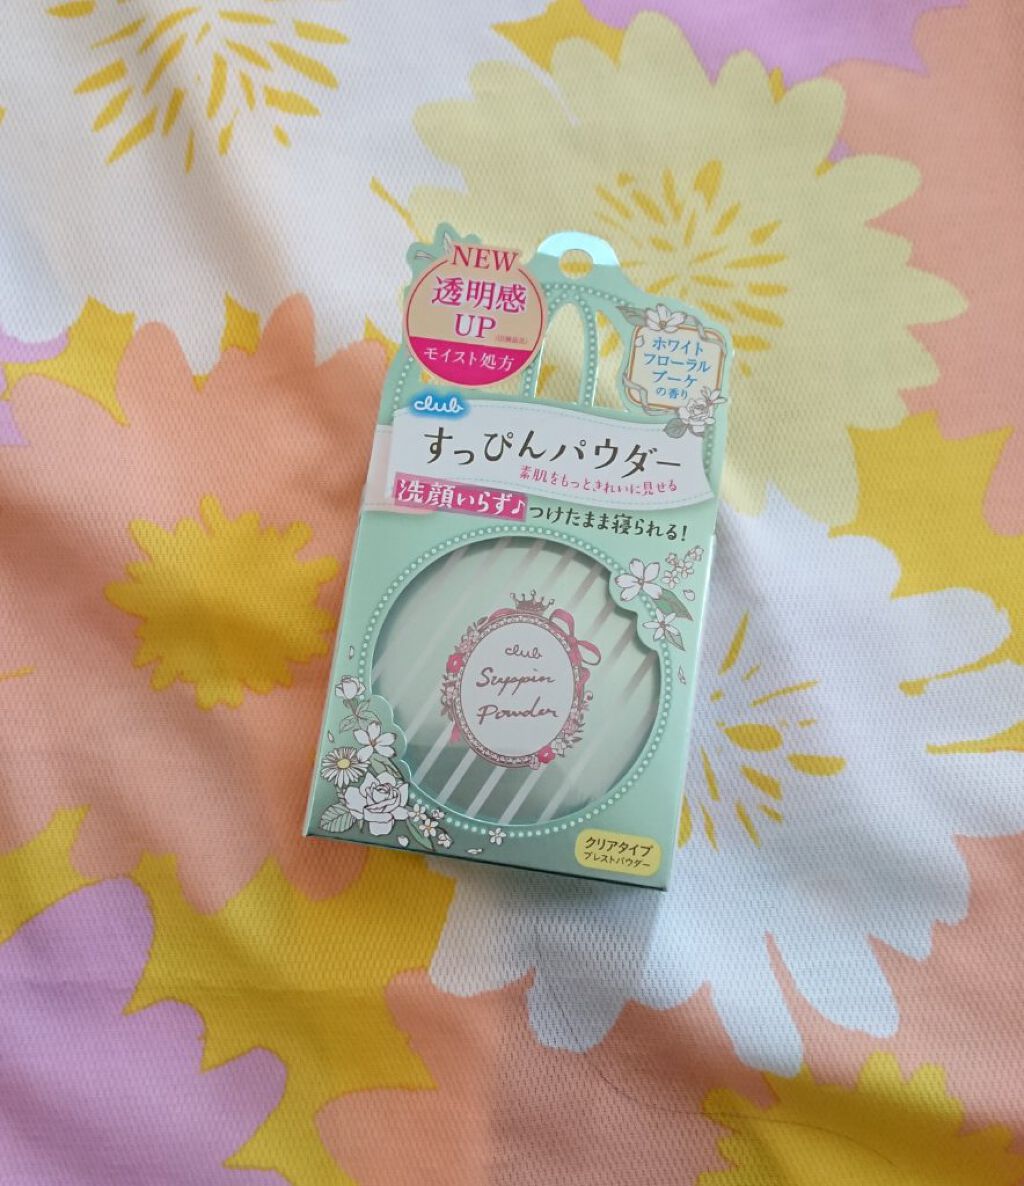 NEW
透明感
UP
モイスト処方
ホワイト
フローラル
ブーケ
の香り
club
すっぴんパウダー
素肌をもっときれいに見せる
洗顔いらず♪つけたまま寝られる!
club
Suppin
Powder
クリアタイプ
プレストパウダー